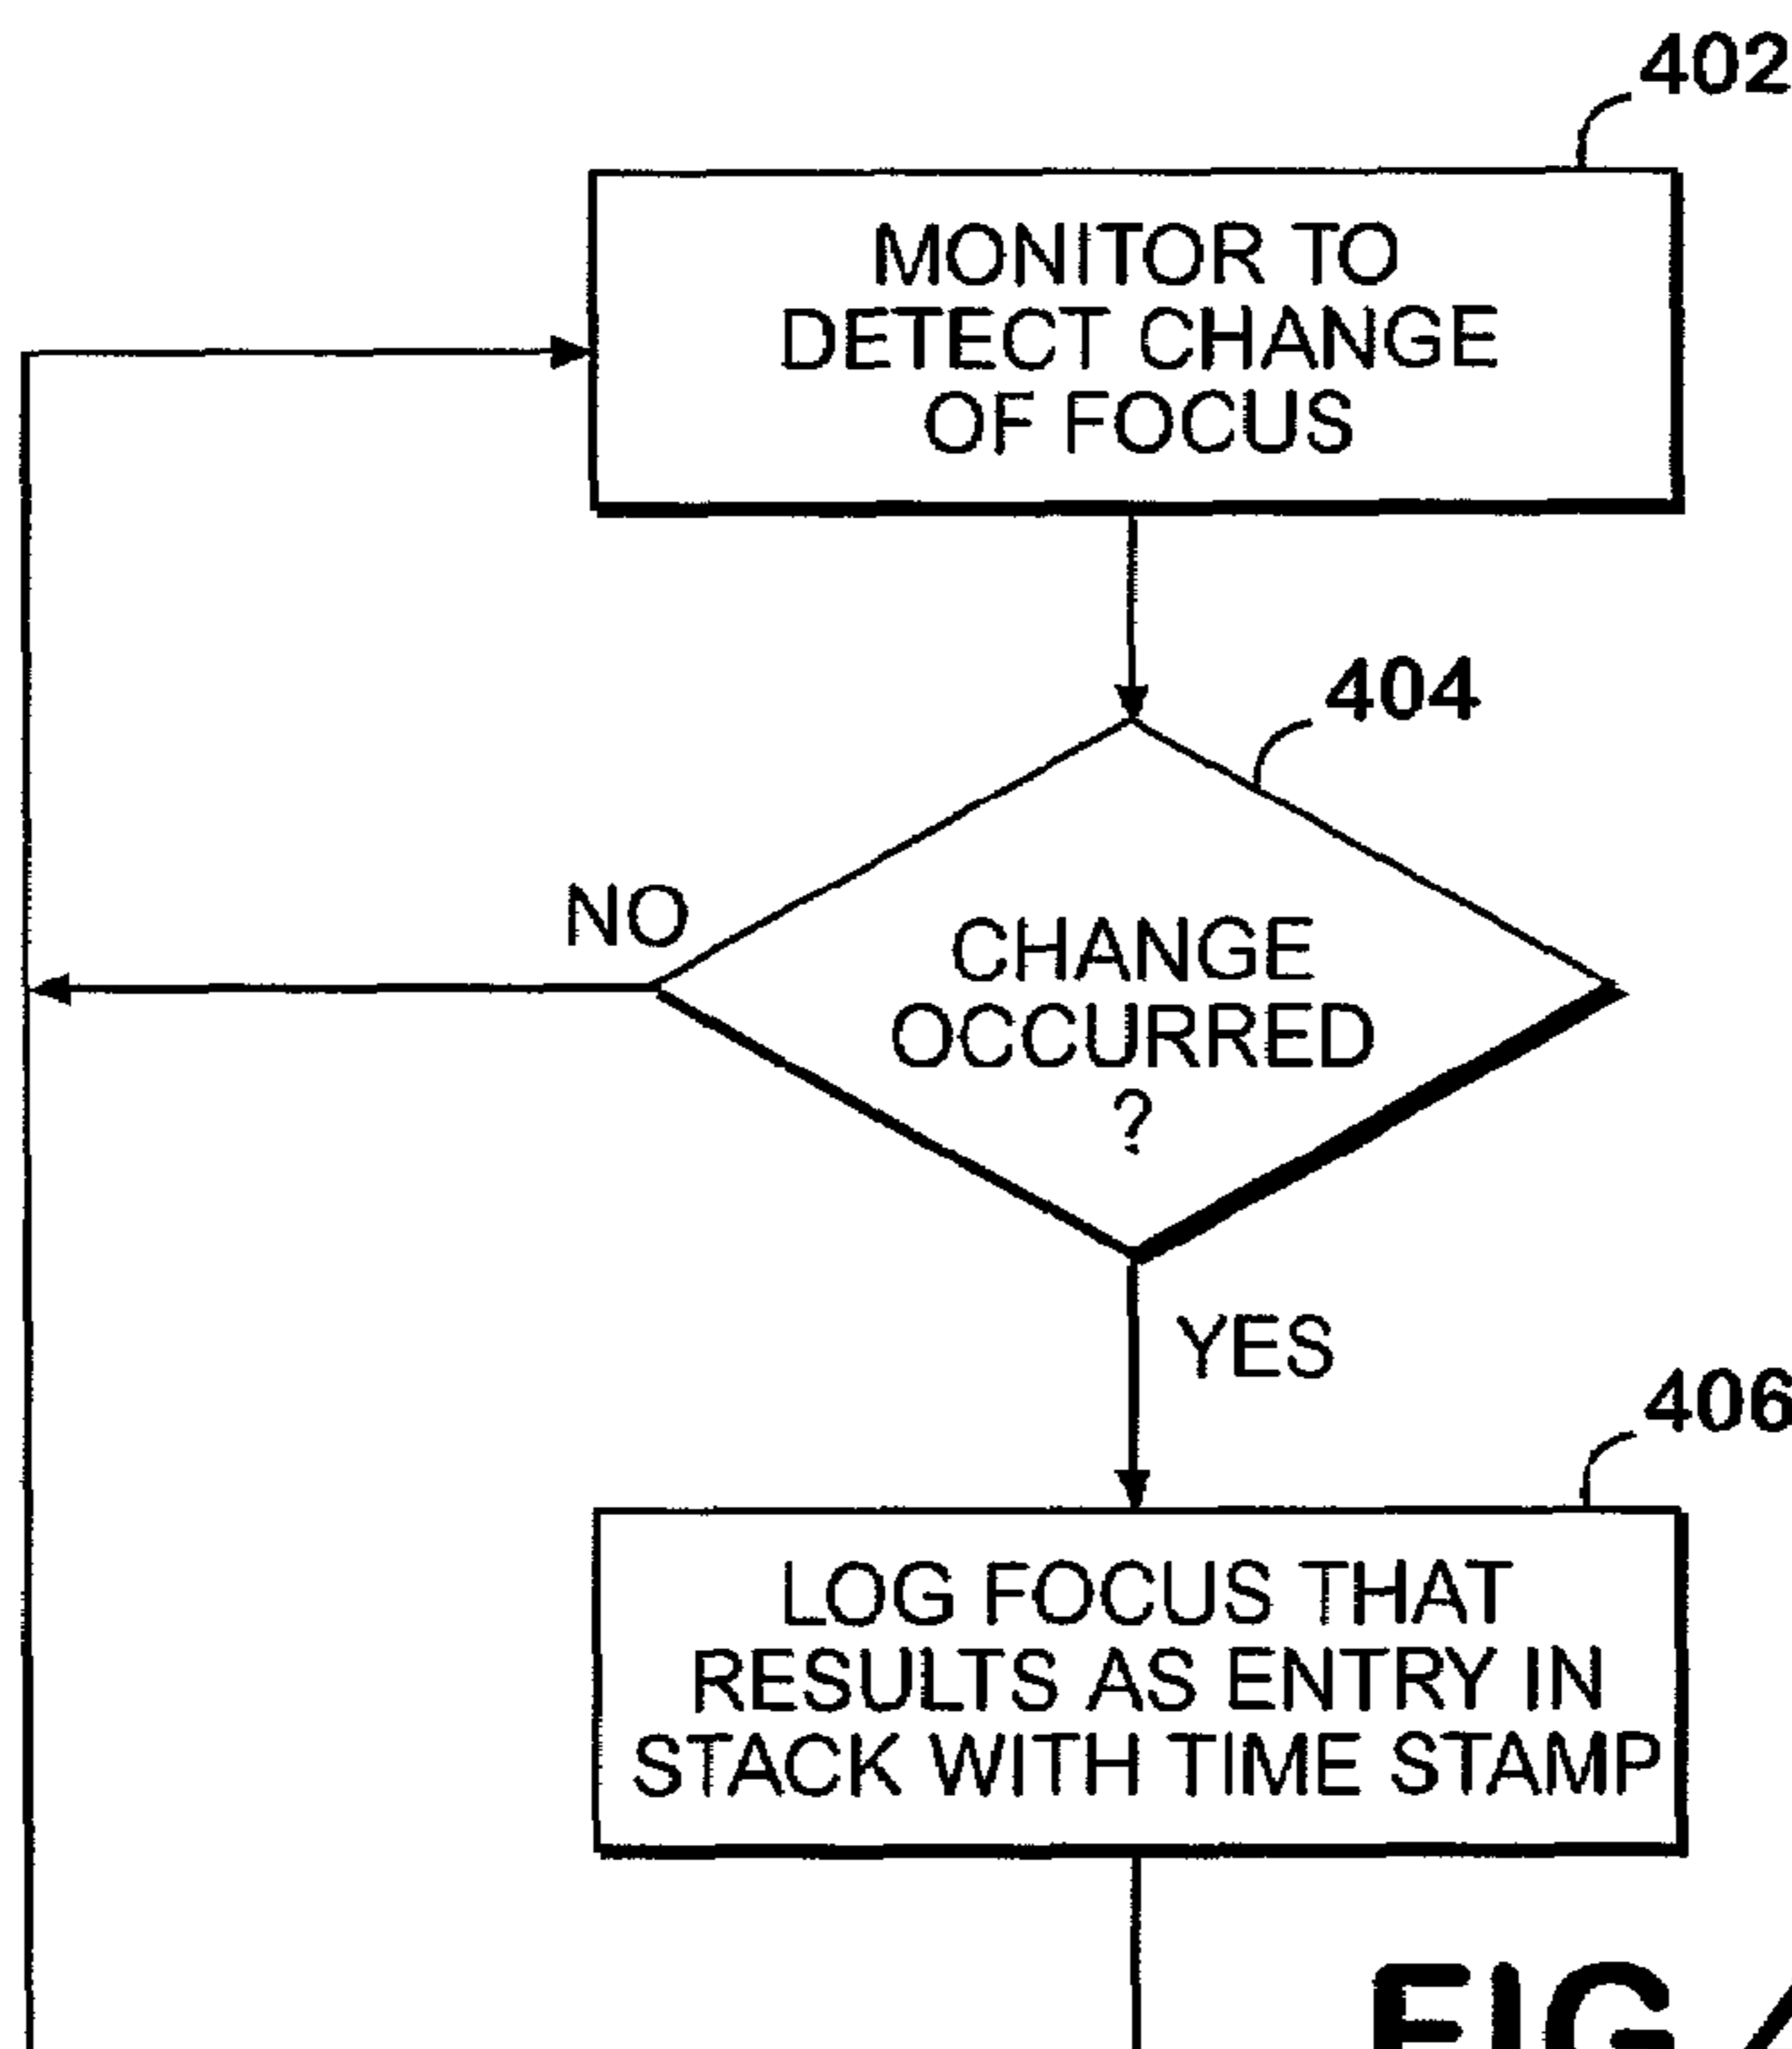 402
MONITOR TO
DETECT CHANGE
OF FOCUS
404
NO
CHANGE
OCCURRED
?
YES
406
LOG FOCUS THAT
RESULTS AS ENTRY IN
STACK WITH TIME STAMP
FIG